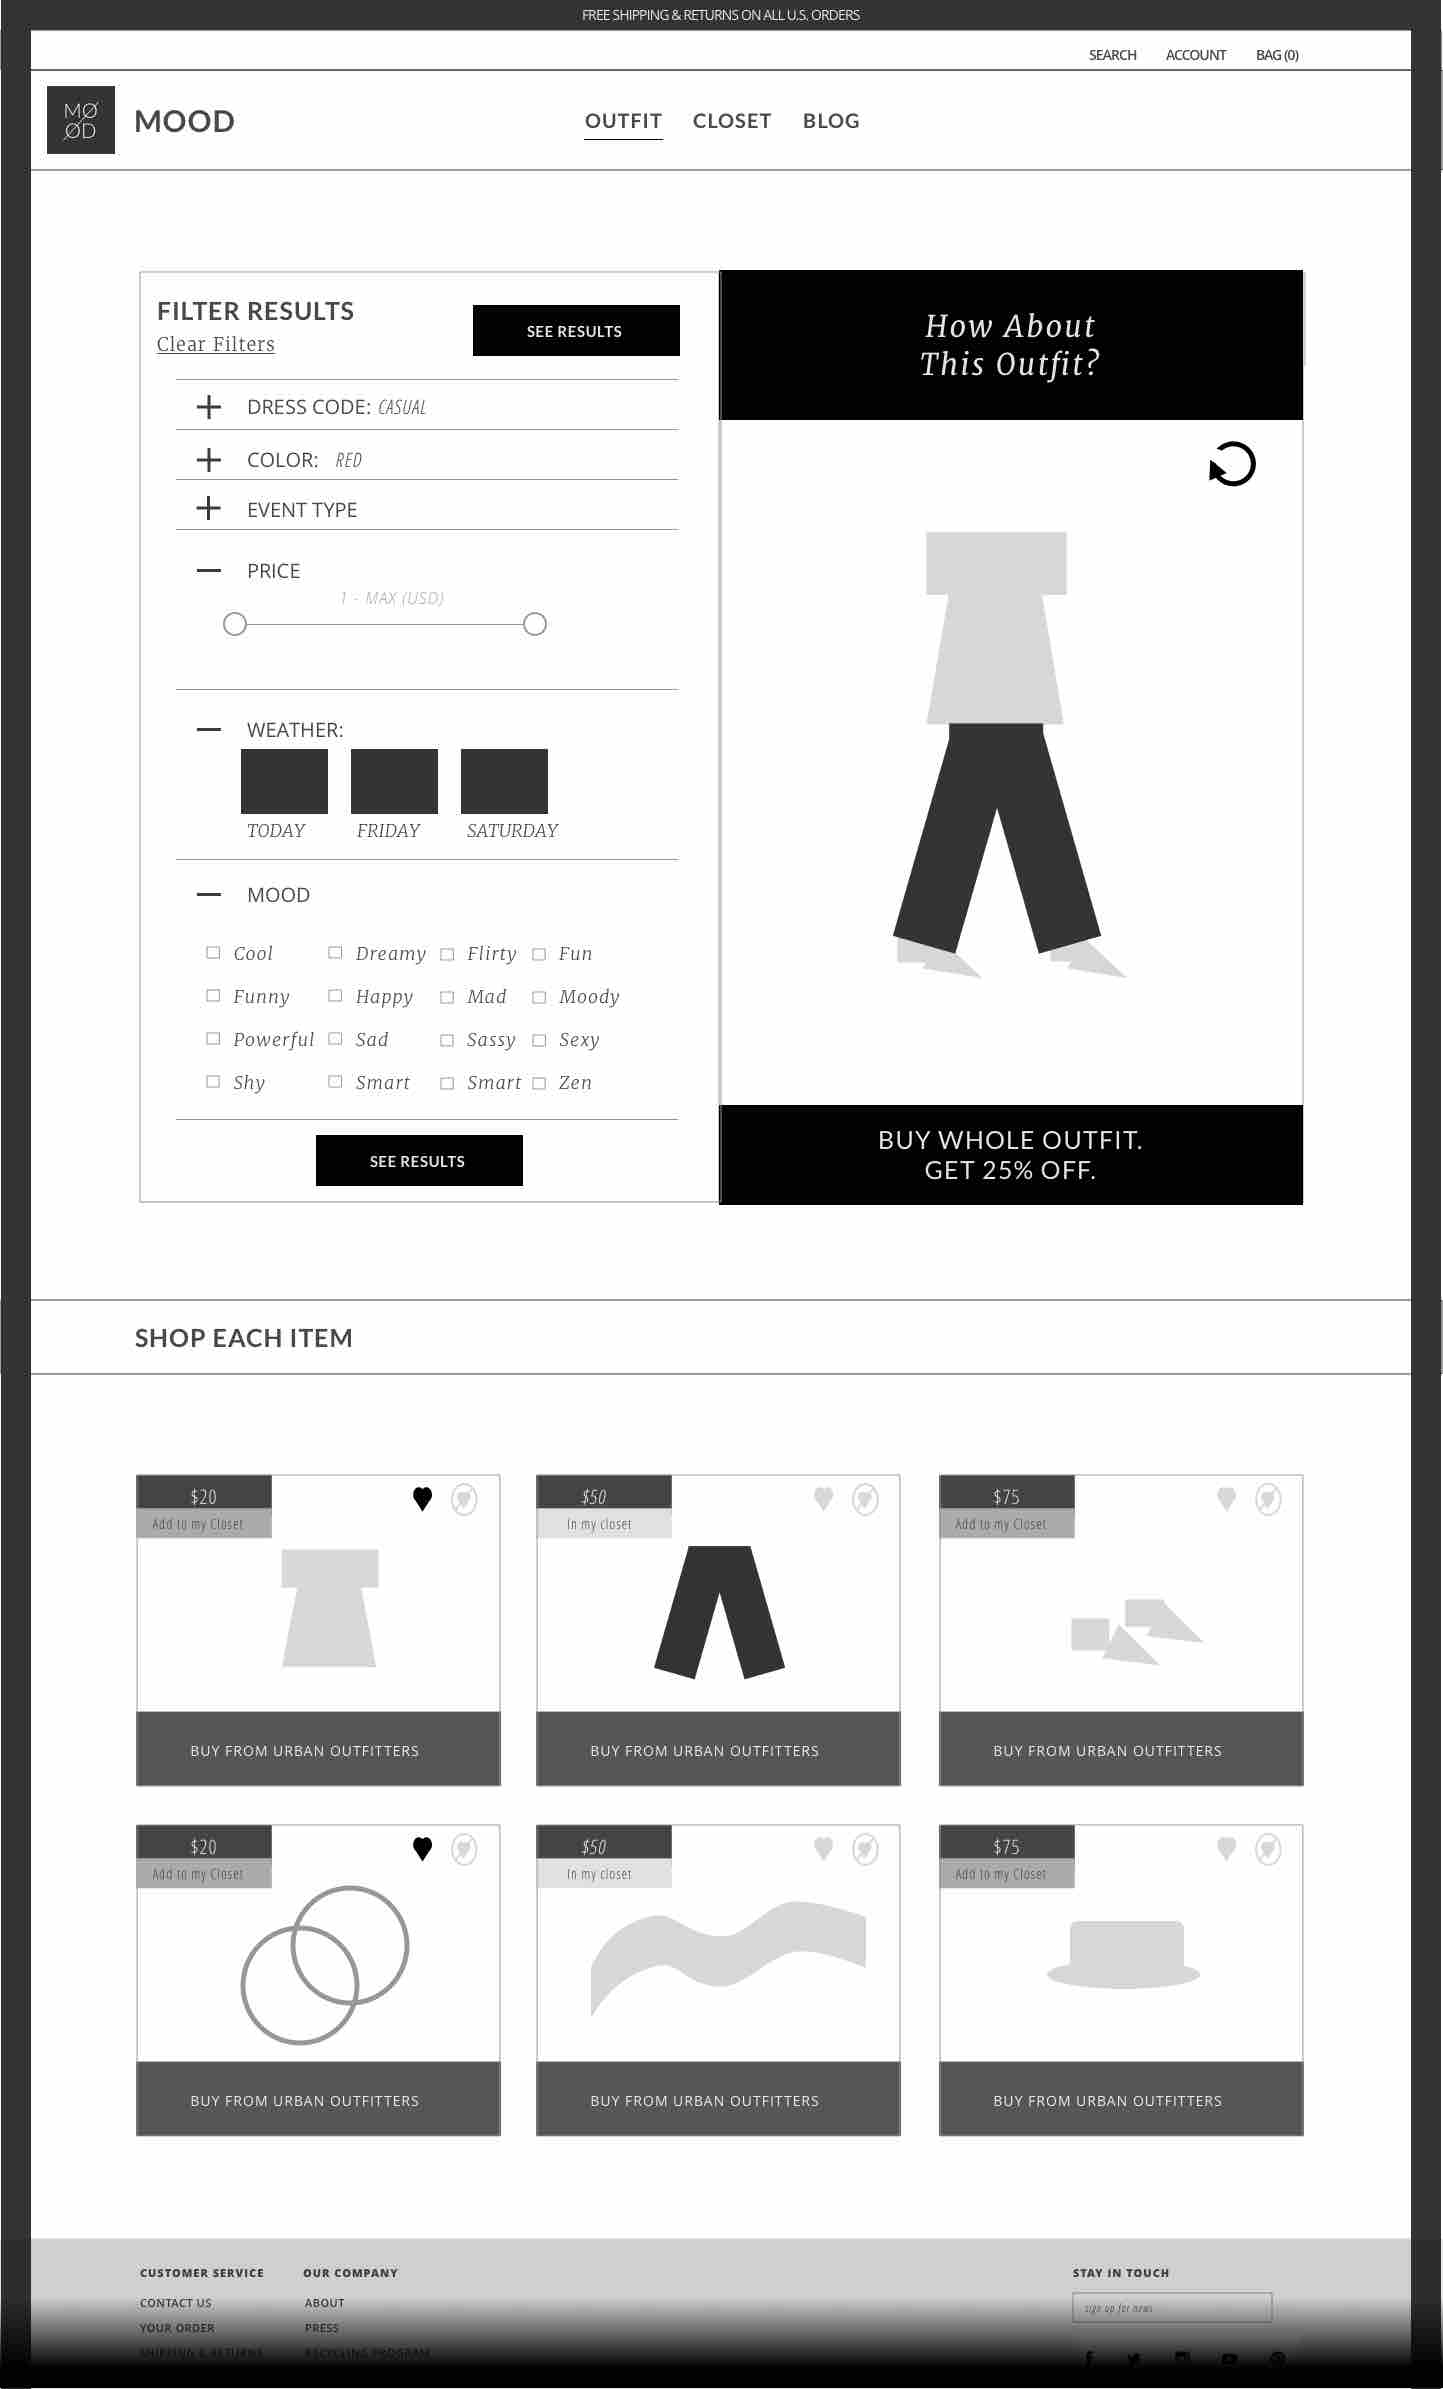 FREE SHIPPING & RETURNS ON ALL U.S. ORDERS
SEARCH ACCOUNT BAG (0)
MØ
ØD
MOOD
OUTFIT CLOSET BLOG
FILTER RESULTS
Clear Filters
SEE RESULTS
DRESS CODE: CASUAL
COLOR: RED
EVENT TYPE
PRICE
1 - MAX (USD)
WEATHER:
TODAY FRIDAY SATURDAY
MOOD
Cool Dreamy Flirty Fun
Funny Happy Mad Moody
Powerful Sad Sassy Sexy
Shy Smart Smart Zen
SEE RESULTS
How About
This Outfit?
BUY WHOLE OUTFIT.
GET 25% OFF.
SHOP EACH ITEM
$20
Add to my Closet
BUY FROM URBAN OUTFITTERS
$50
In my closet
BUY FROM URBAN OUTFITTERS
$75
Add to my Closet
BUY FROM URBAN OUTFITTERS
$20
Add to my Closet
BUY FROM URBAN OUTFITTERS
$50
In my closet
BUY FROM URBAN OUTFITTERS
$75
Add to my Closet
BUY FROM URBAN OUTFITTERS
CUSTOMER SERVICE
CONTACT US
YOUR ORDER
SHIPPING & RETURNS
OUR COMPANY
ABOUT
PRESS
RECYCLING PROGRAM
STAY IN TOUCH
sign up for news